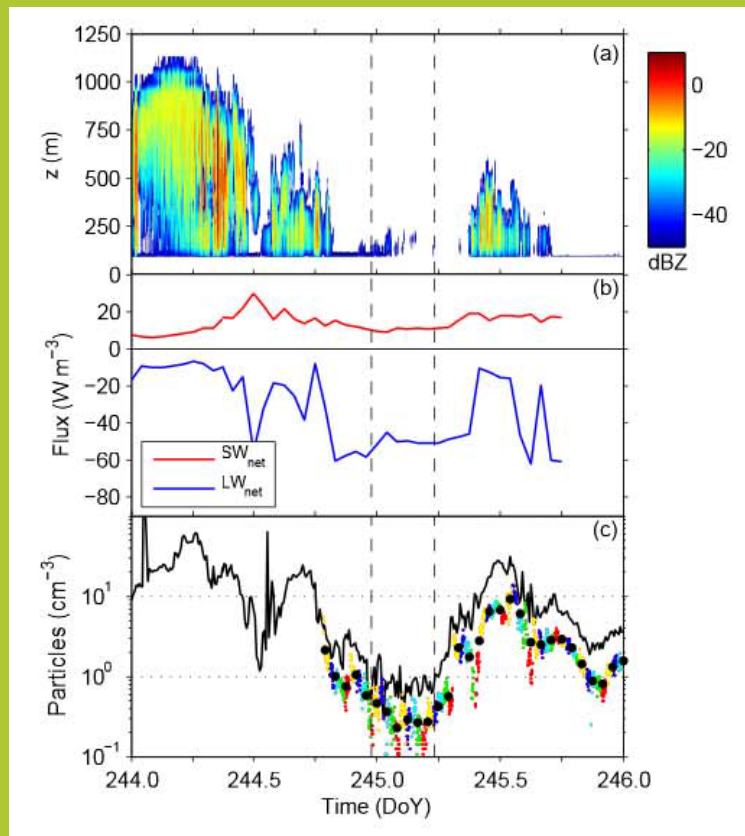 (a)
1250
1000
750
500
250
0
z (m)
0
−20
−40
dBZ
(b)
20
0
−20
−40
−60
−80
Flux (W m−3)
SWnet
LWnet
(c)
10^1
10^0
10^−1
Particles (cm−3)
244.0 244.5 245.0 245.5 246.0
Time (DoY)